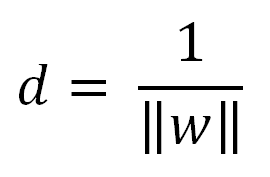 d = 1/‖w‖